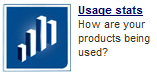 Usage stats
How are your
products being
used?